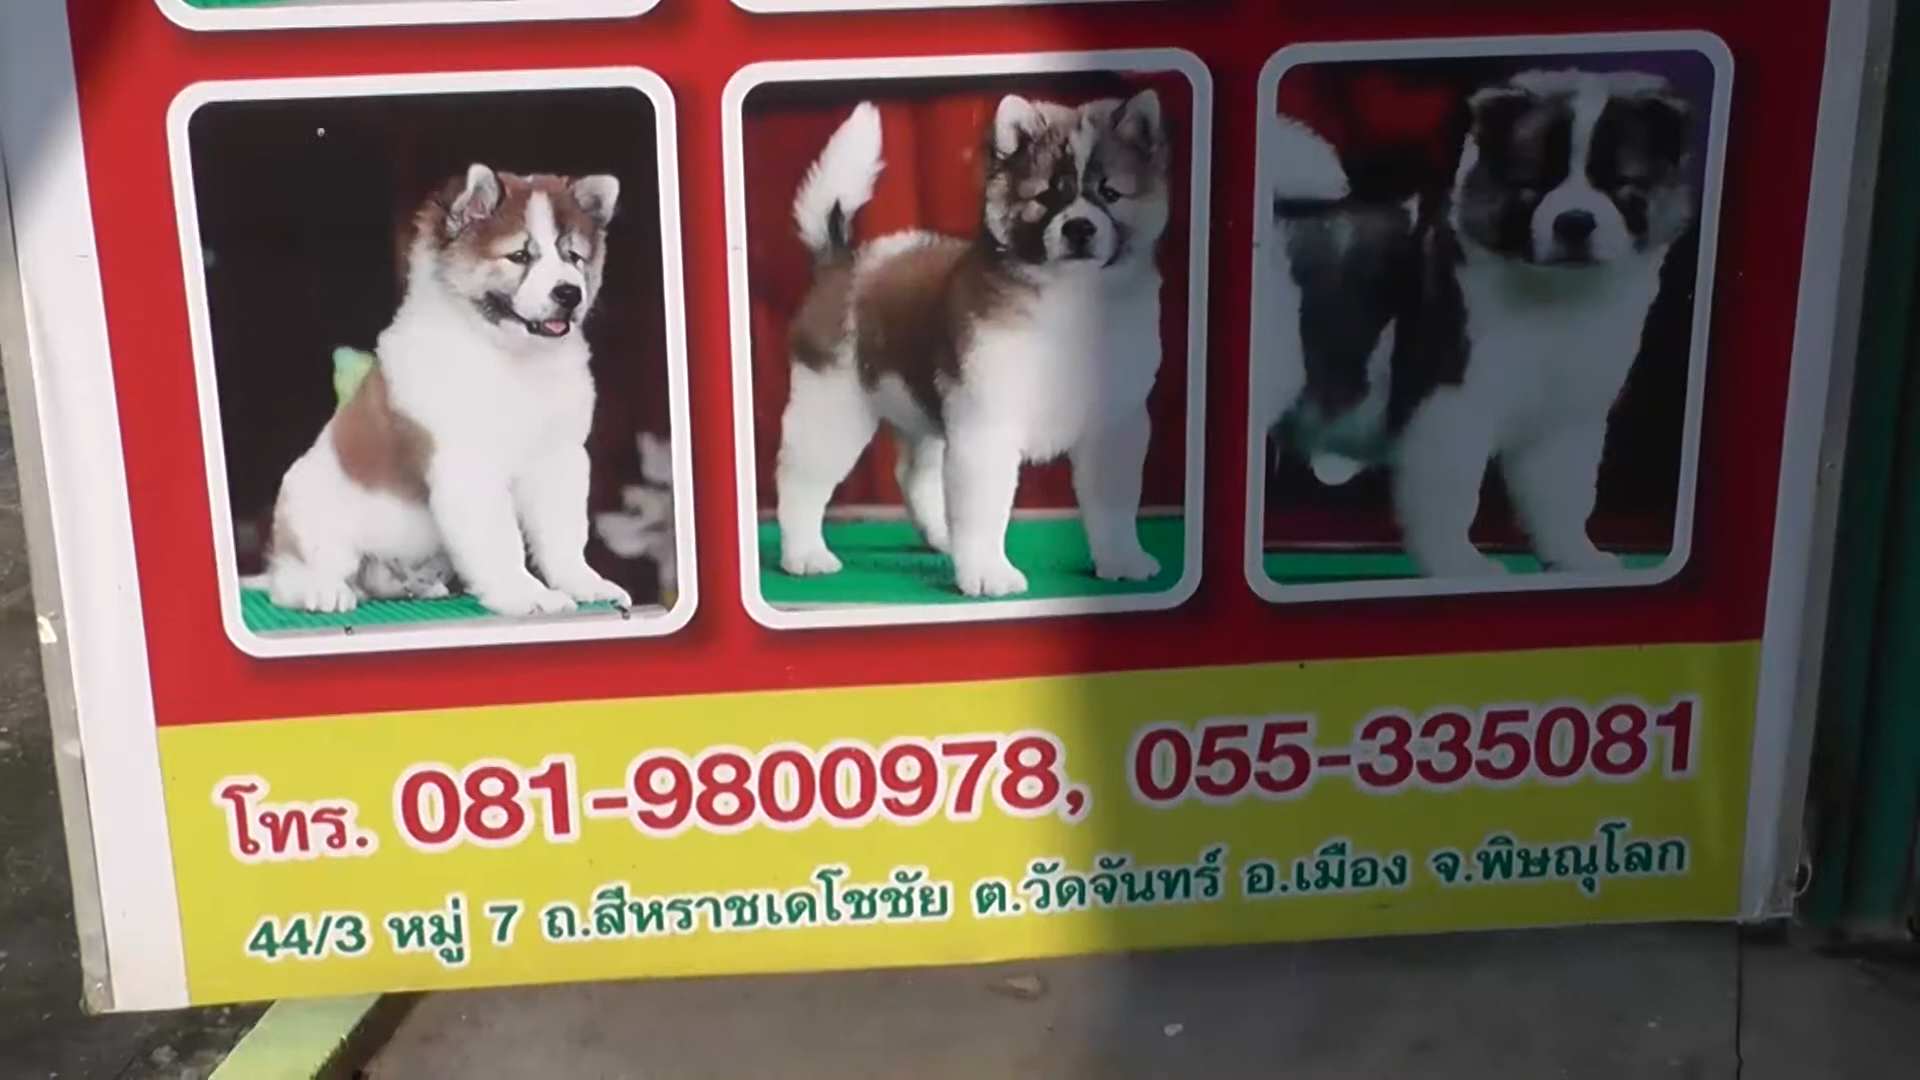 โทร. 081-9800978, 055-335081
44/3 หมู่ 7 ถ.สีหราชเดโชชัย ต.วัดจันทร์ อ.เมือง จ.พิษณุโลก